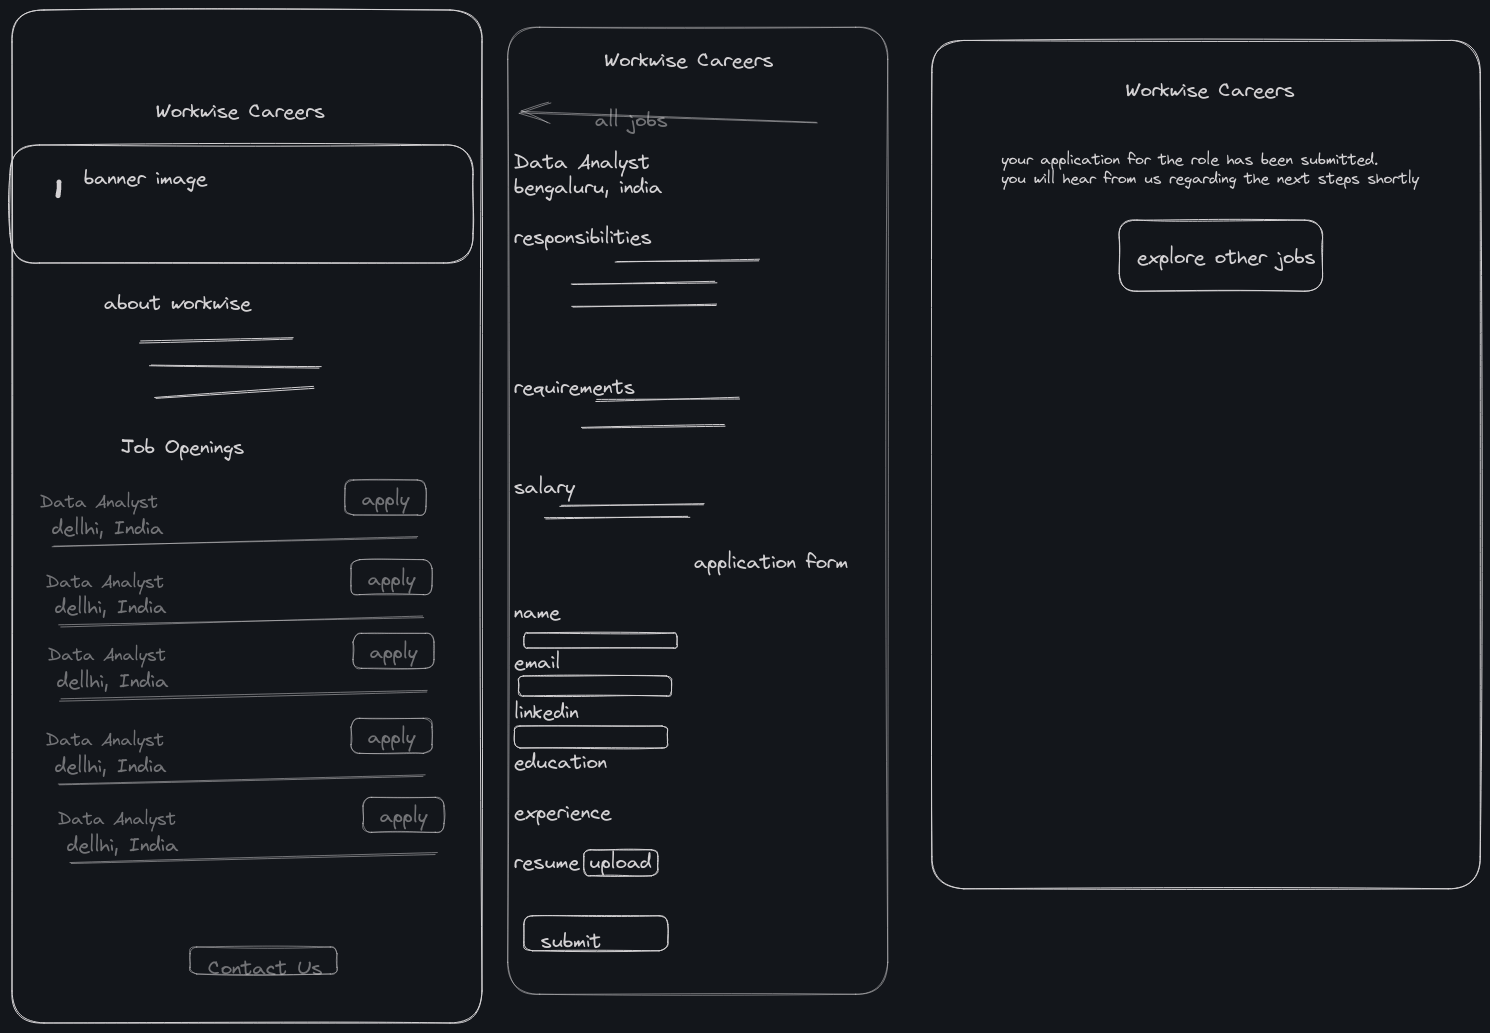 Workwise Careers
banner image
about workwise
Job Openings
Data Analyst
dellhi, India
apply
Data Analyst
dellhi, India
apply
Data Analyst
dellhi, India
apply
Data Analyst
dellhi, India
apply
Data Analyst
dellhi, India
apply
Contact Us
Workwise Careers
all jobs
Data Analyst
bengaluru, india
responsibilities
requirements
salary
application form
name
email
linkedin
education
experience
resume upload
submit
Workwise Careers
your application for the role has been submitted.
you will hear from us regarding the next steps shortly
explore other jobs